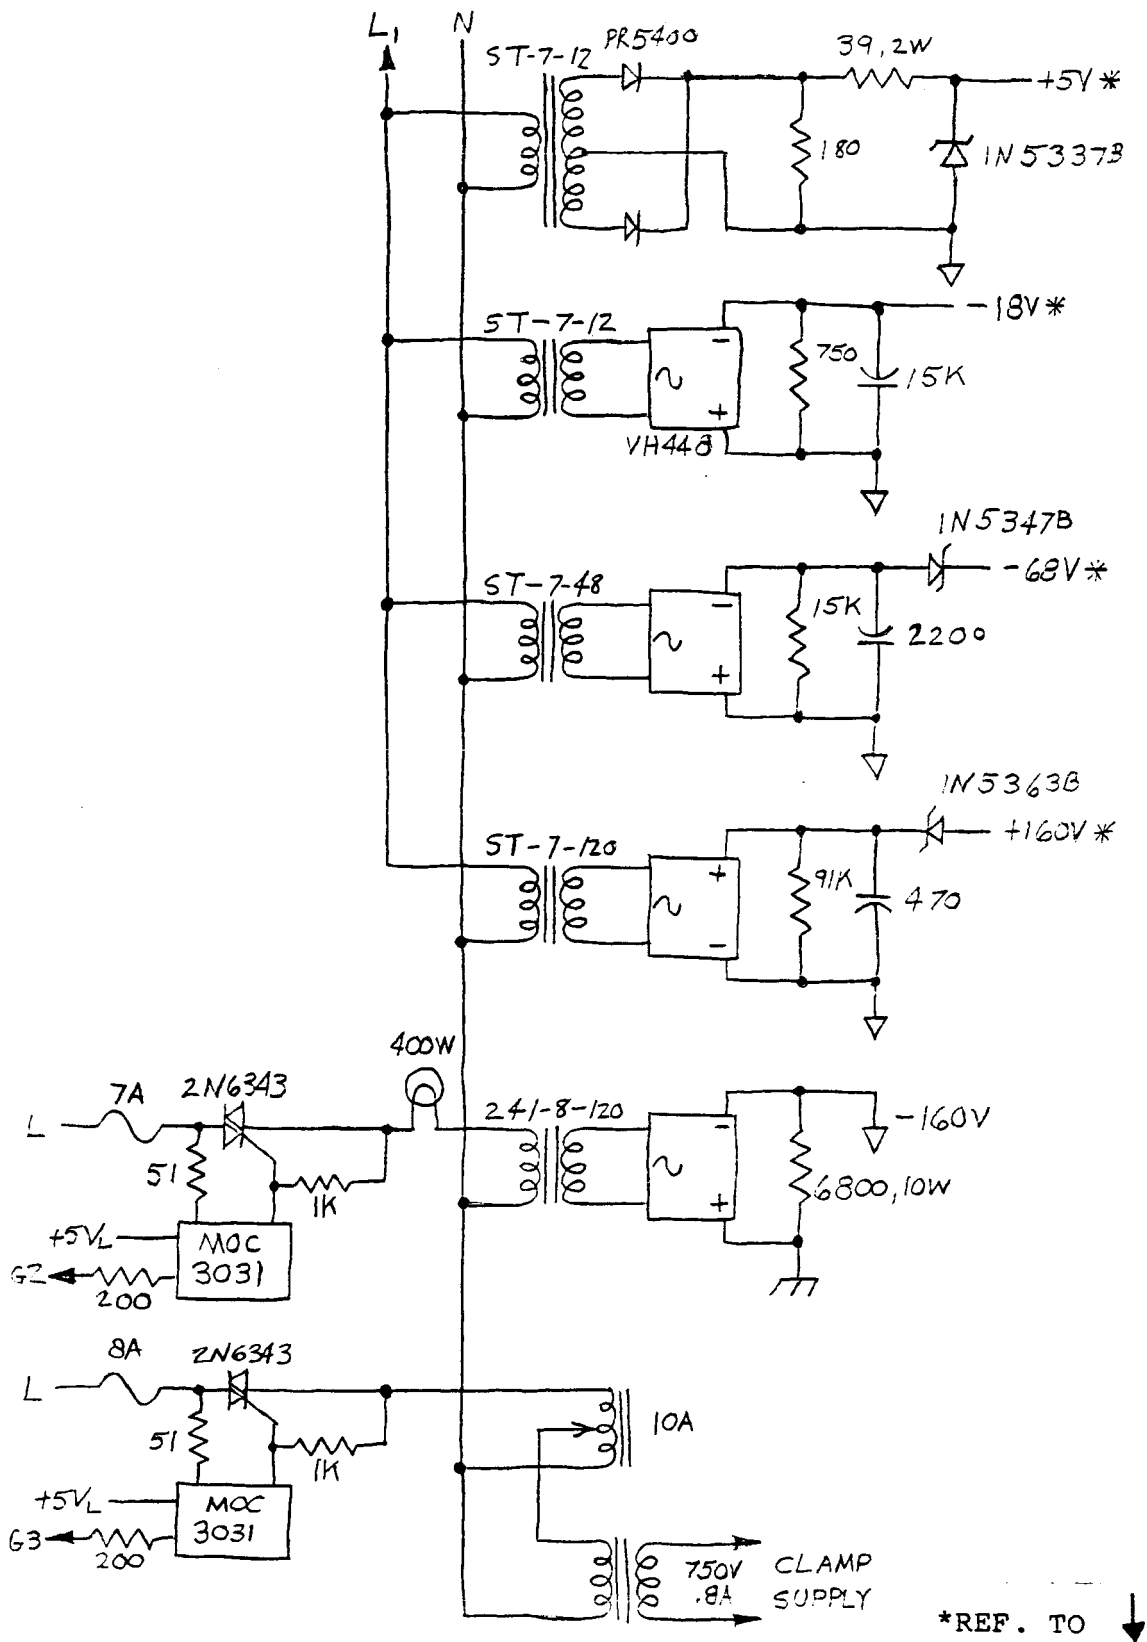 L1
N
ST-7-12
PR5400
39,2W
+5V*
180
1N5337B
ST-7-12
-18V*
750
15K
~
-
+
VH448
1N5347B
ST-7-48
-68V*
15K
2200
~
-
+
1N5363B
ST-7-120
+160V*
91K
470
~
+
-
400W
7A
2N6343
241-8-120
-160V
L
51
1K
~
-
+
6800,10W
+5VL
MOC
3031
G2
200
8A
2N6343
L
10A
51
1K
+5VL
MOC
3031
G3
200
750V
.8A
CLAMP
SUPPLY
*REF. TO